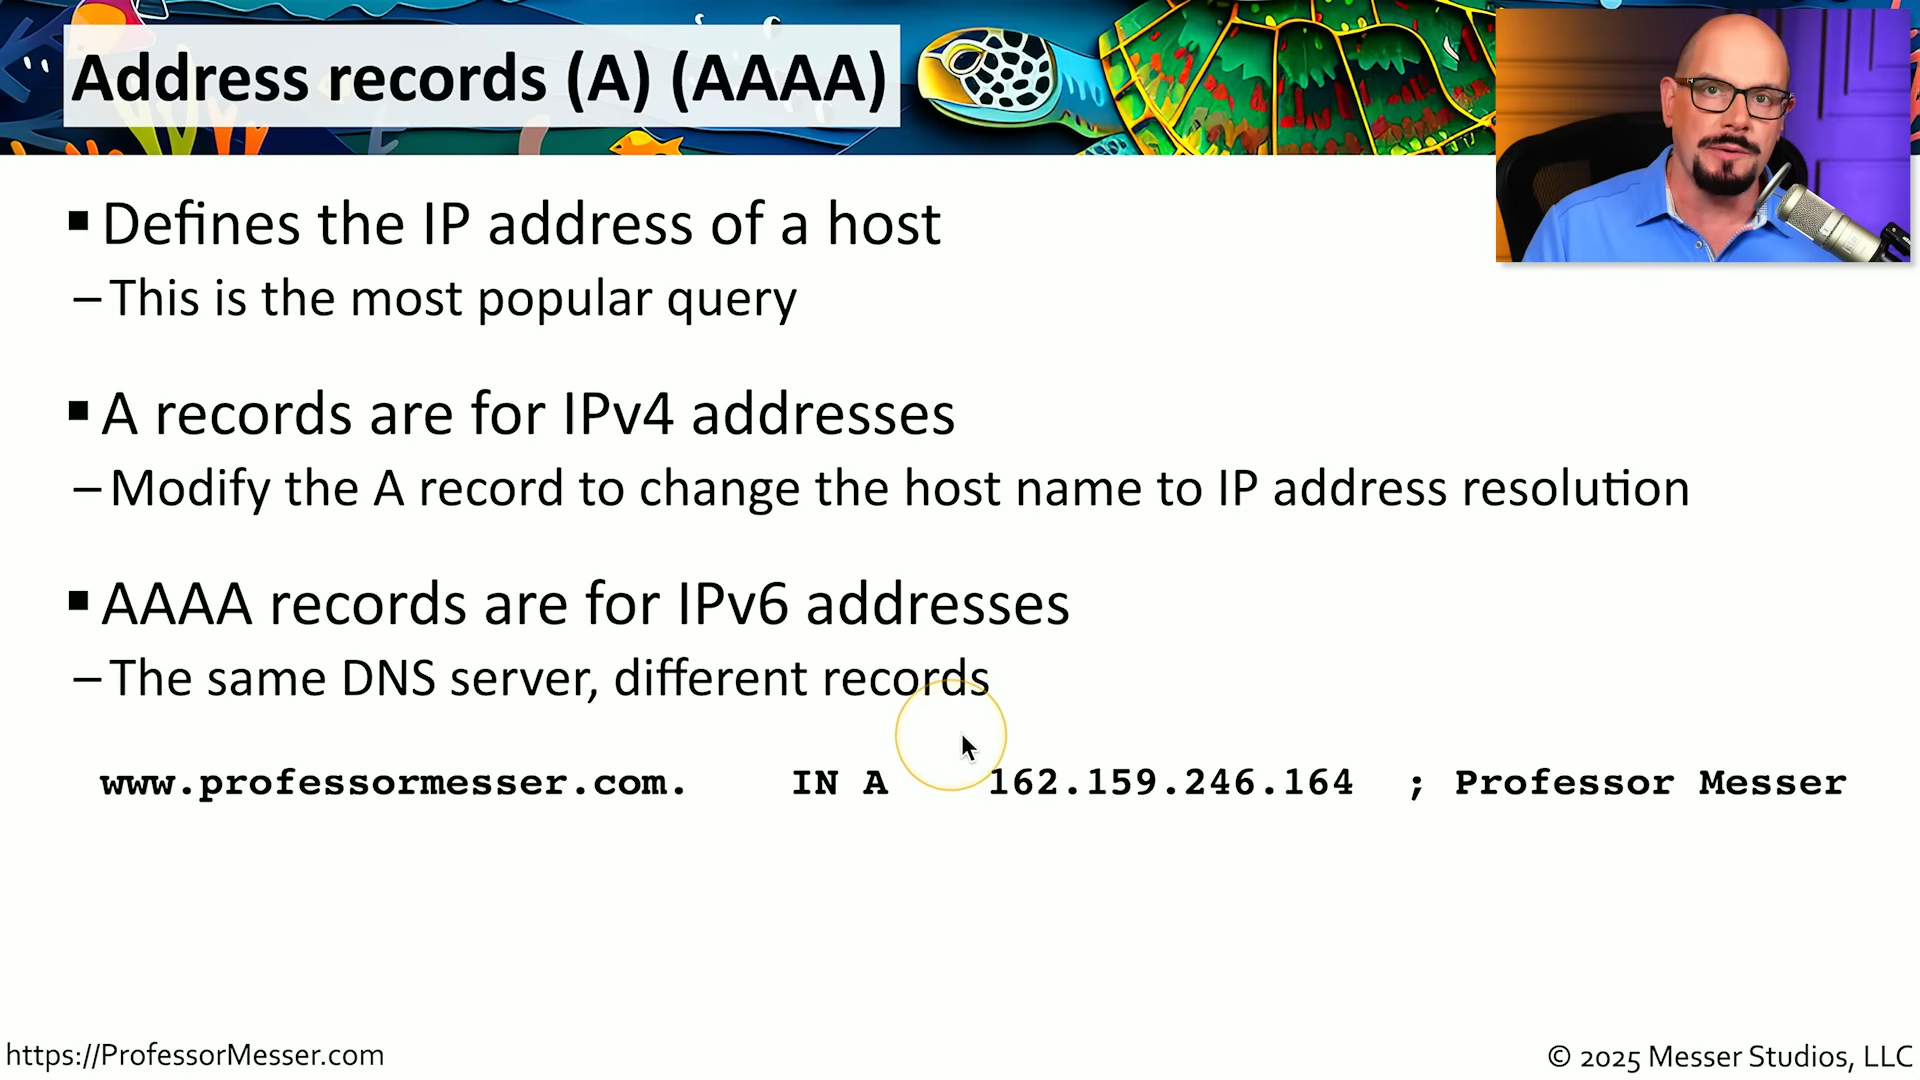 Address records (A) (AAAA)
▪ Defines the IP address of a host
– This is the most popular query
▪ A records are for IPv4 addresses
– Modify the A record to change the host name to IP address resolution
▪ AAAA records are for IPv6 addresses
– The same DNS server, different records
www.professormesser.com. IN A 162.159.246.164 ; Professor Messer
https://ProfessorMesser.com
© 2025 Messer Studios, LLC